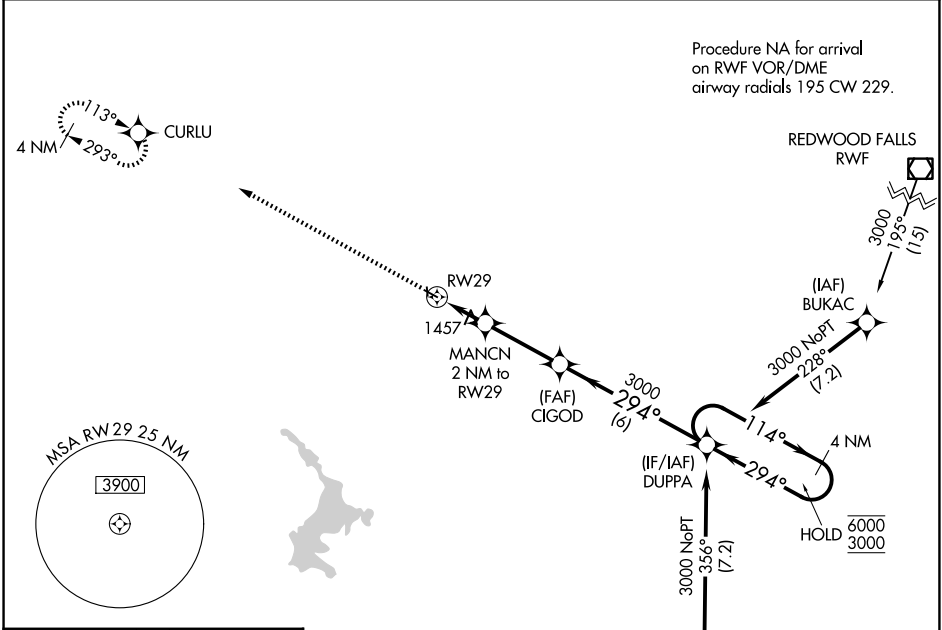 Procedure NA for arrival
on RWF VOR/DME
airway radials 195 CW 229.
REDWOOD FALLS
RWF
3000
195°
(15)
(IAF)
BUKAC
3000 NoPT
228°
(7.2)
113°
CURLU
4 NM
293°
RW29
1457
MANCN
2 NM to
RW29
(FAF)
CIGOD
3000
294°
(6)
(IF/IAF)
DUPPA
114°
4 NM
294°
HOLD
6000
3000
3000 NoPT
356°
(7.2)
MSA RW29 25 NM
3900